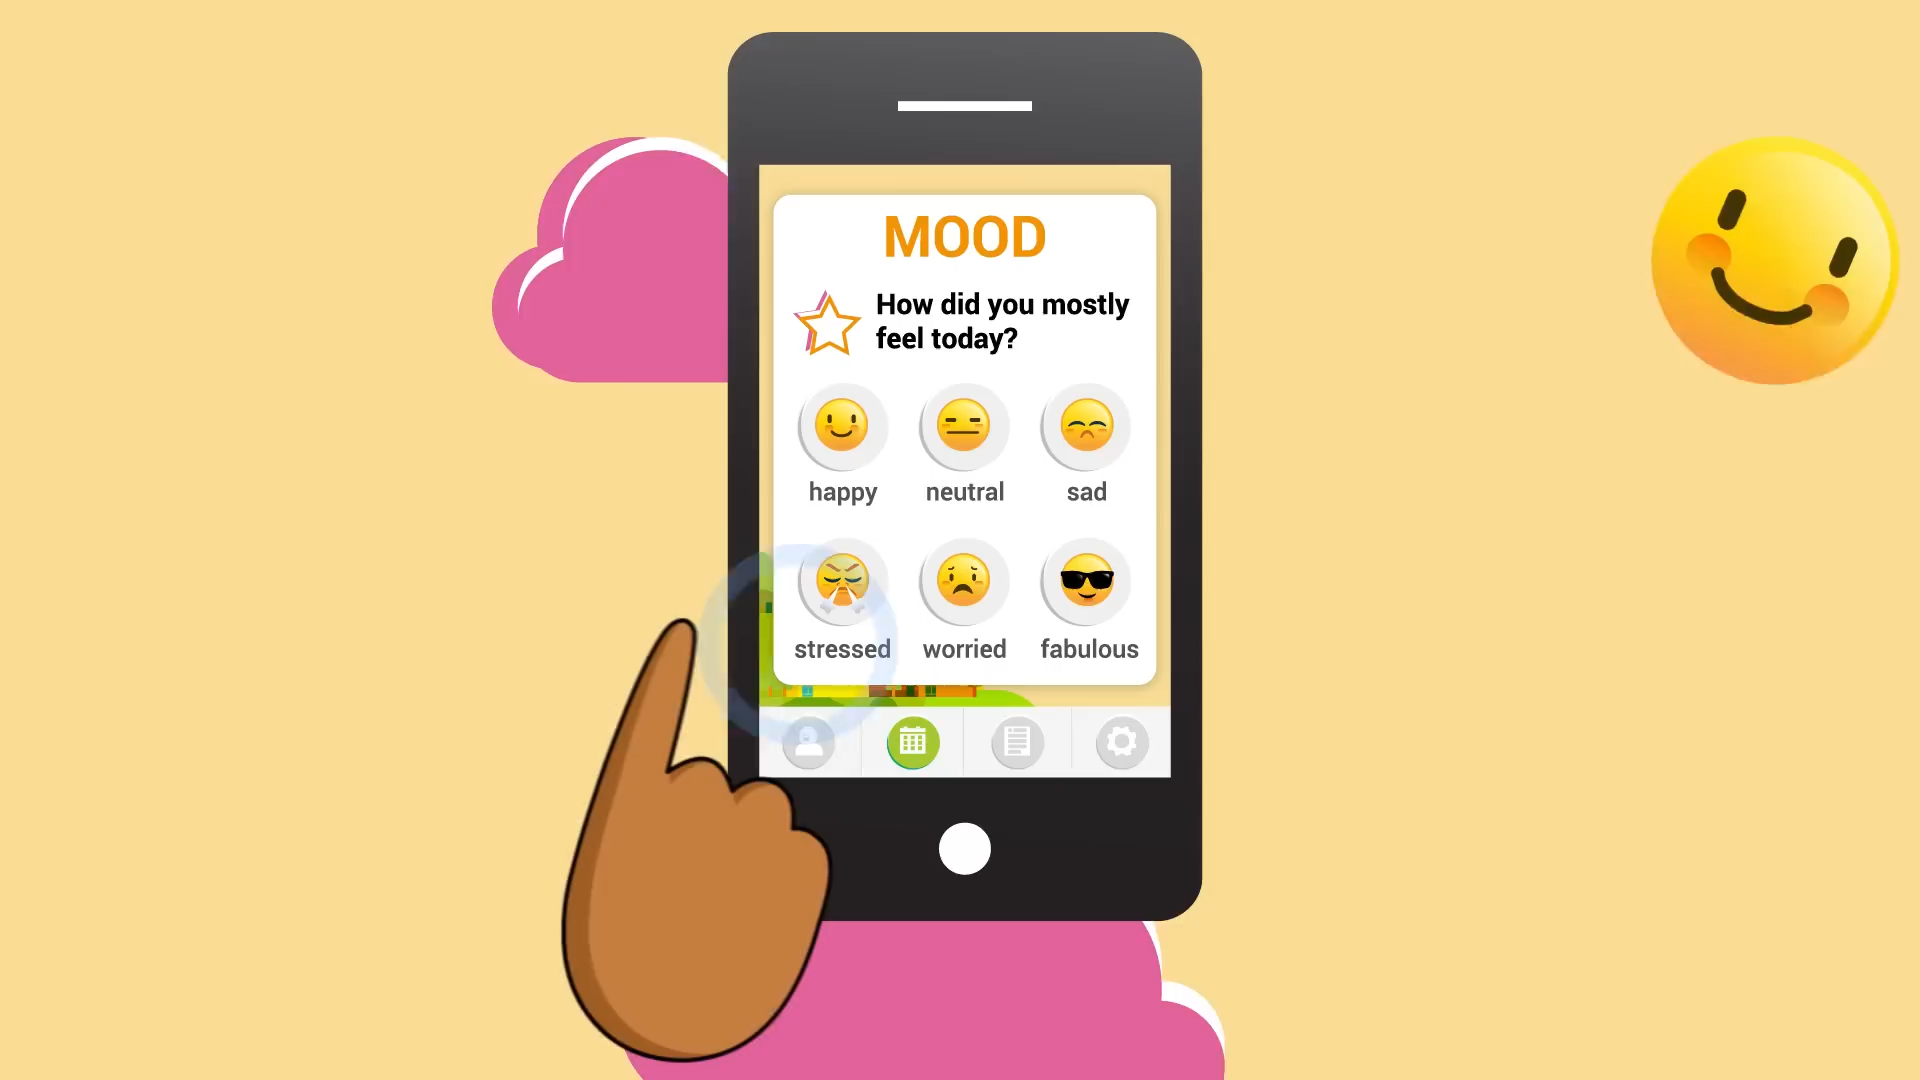 MOOD
How did you mostly
feel today?
happy neutral sad
stressed worried fabulous